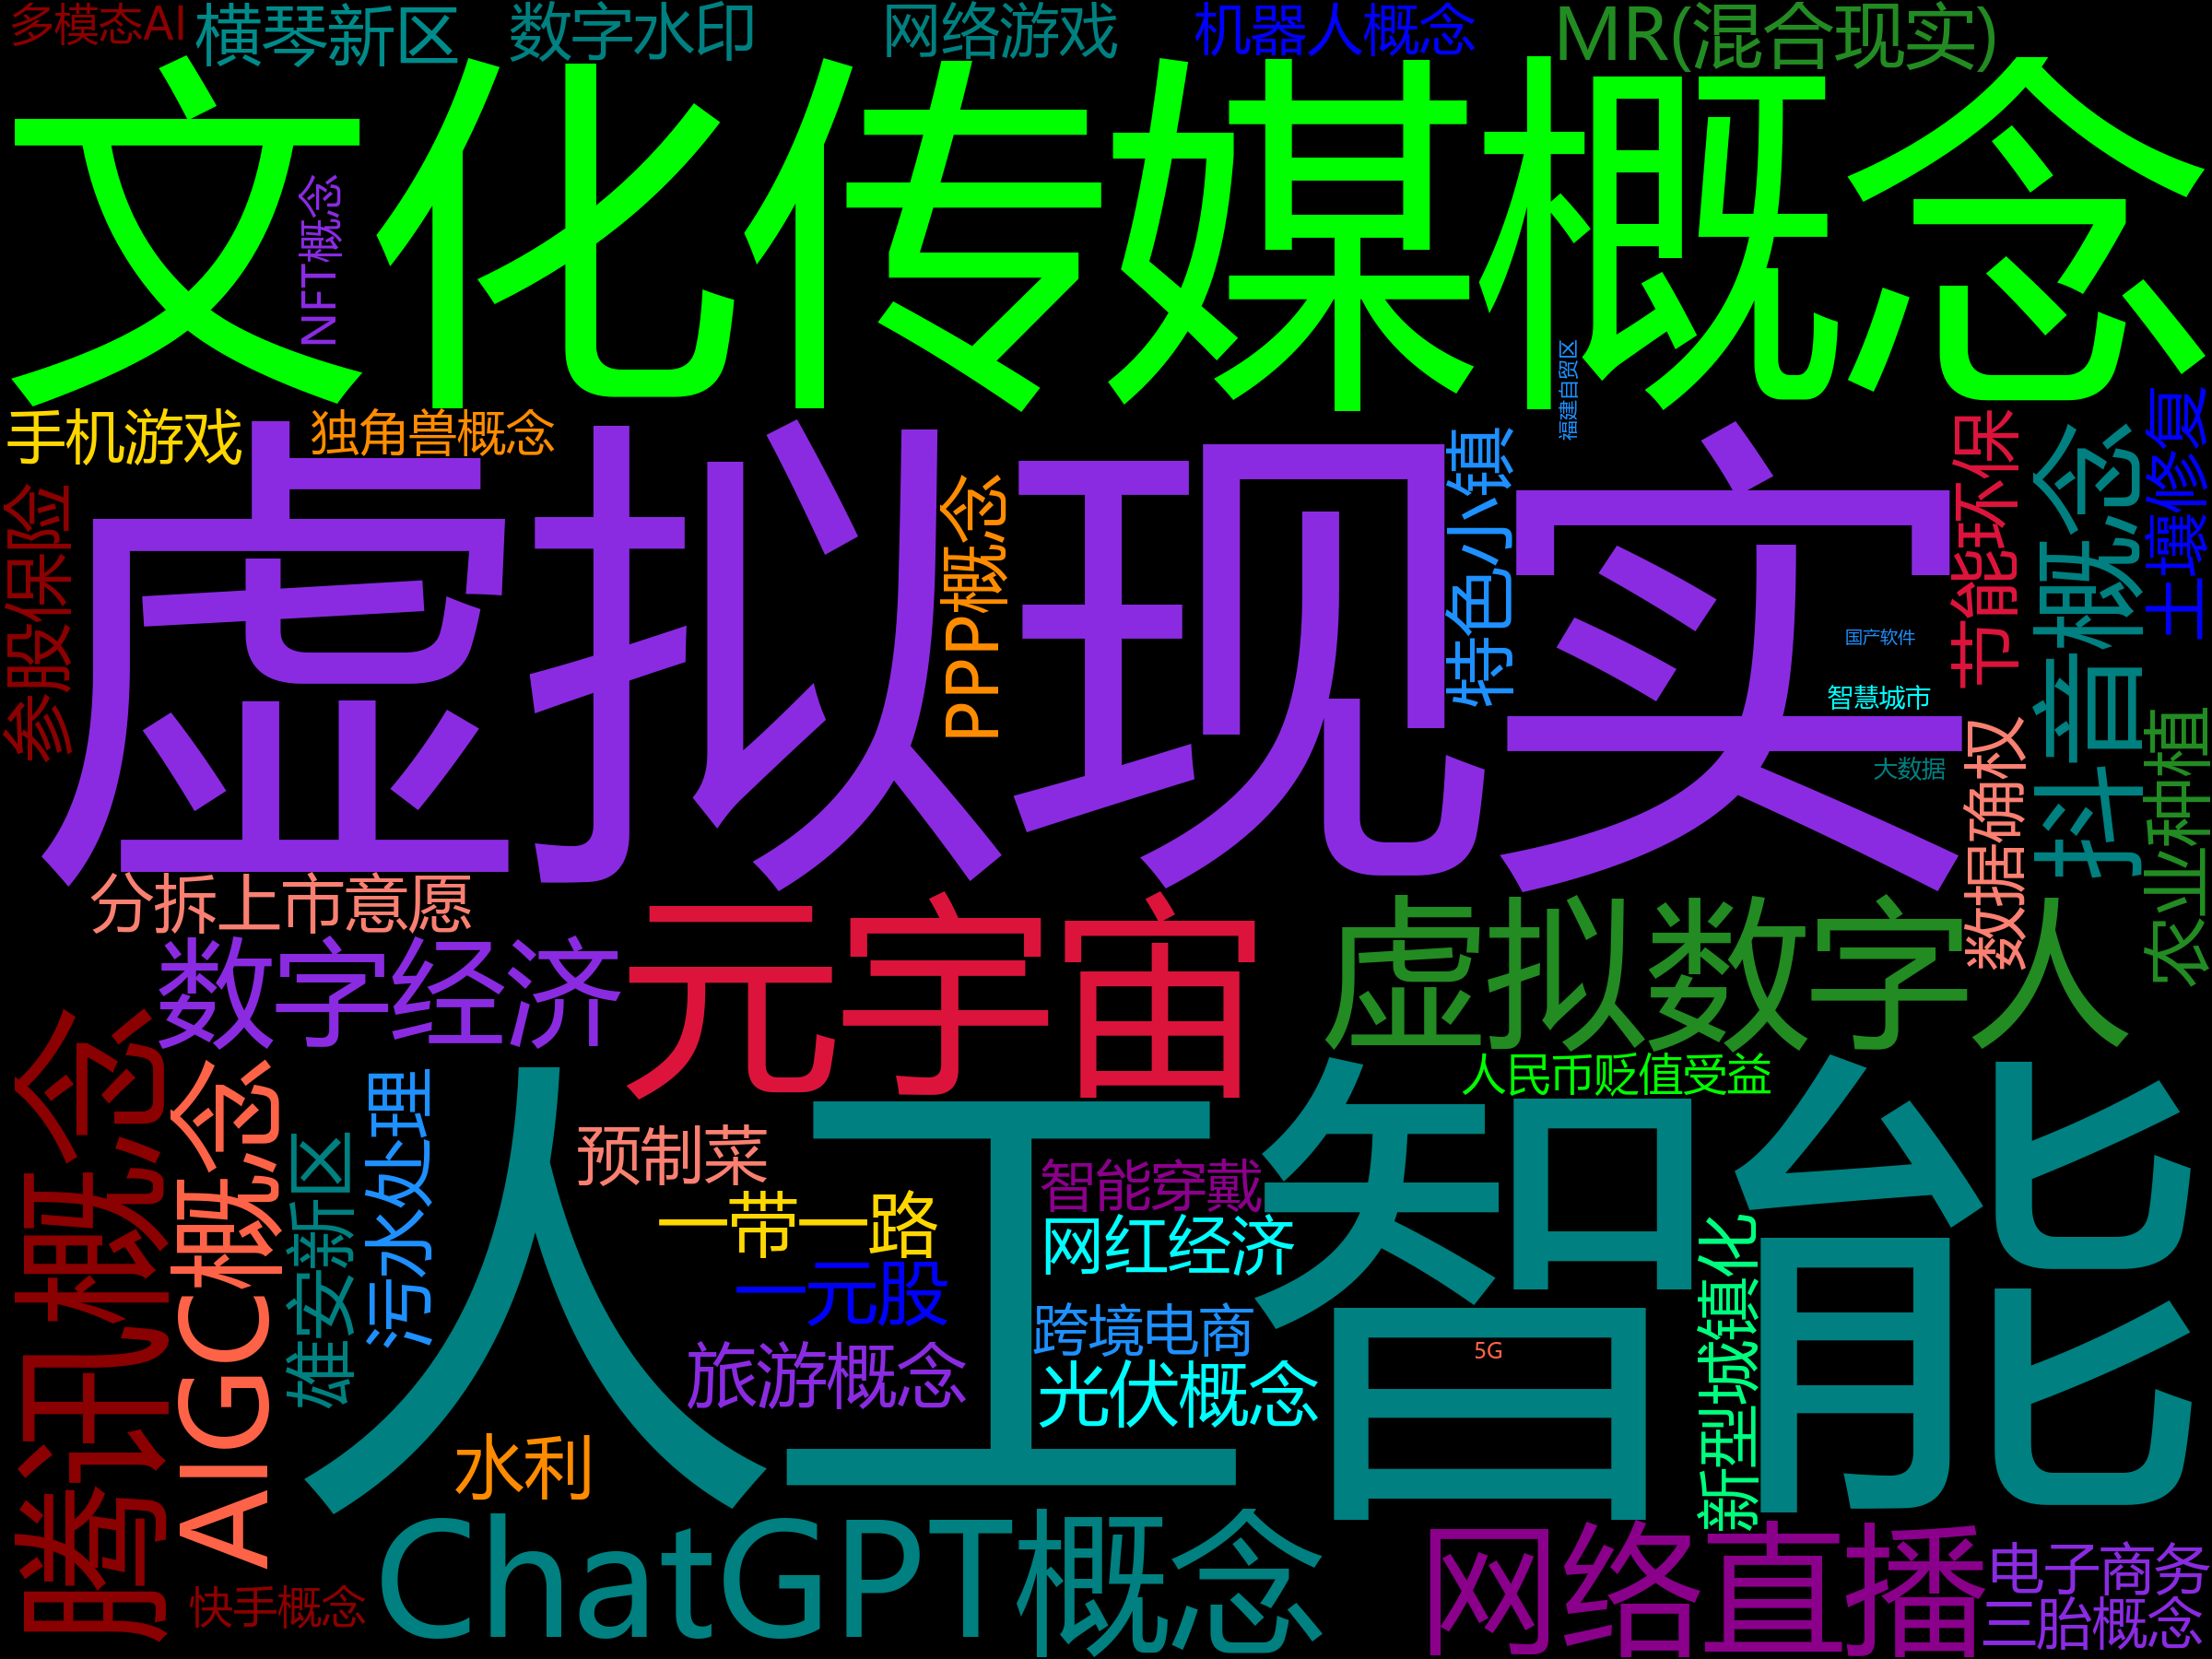 多模态AI
横琴新区
数字水印
网络游戏
机器人概念
MR(混合现实)
文化传媒概念
NFT概念
福建自贸区
手机游戏
独角兽概念
参股保险
虚拟现实
PPP概念
特色小镇
国产软件
智慧城市
大数据
节能环保
抖音概念
土壤修复
数据确权
农业种植
分拆上市意愿
数字经济
元宇宙
虚拟数字人
人民币贬值受益
腾讯概念
AIGC概念
雄安新区
污水处理
人工智能
预制菜
一带一路
一元股
旅游概念
智能穿戴
网红经济
跨境电商
光伏概念
5G
新型城镇化
水利
ChatGPT概念
快手概念
网络直播
电子商务
三胎概念